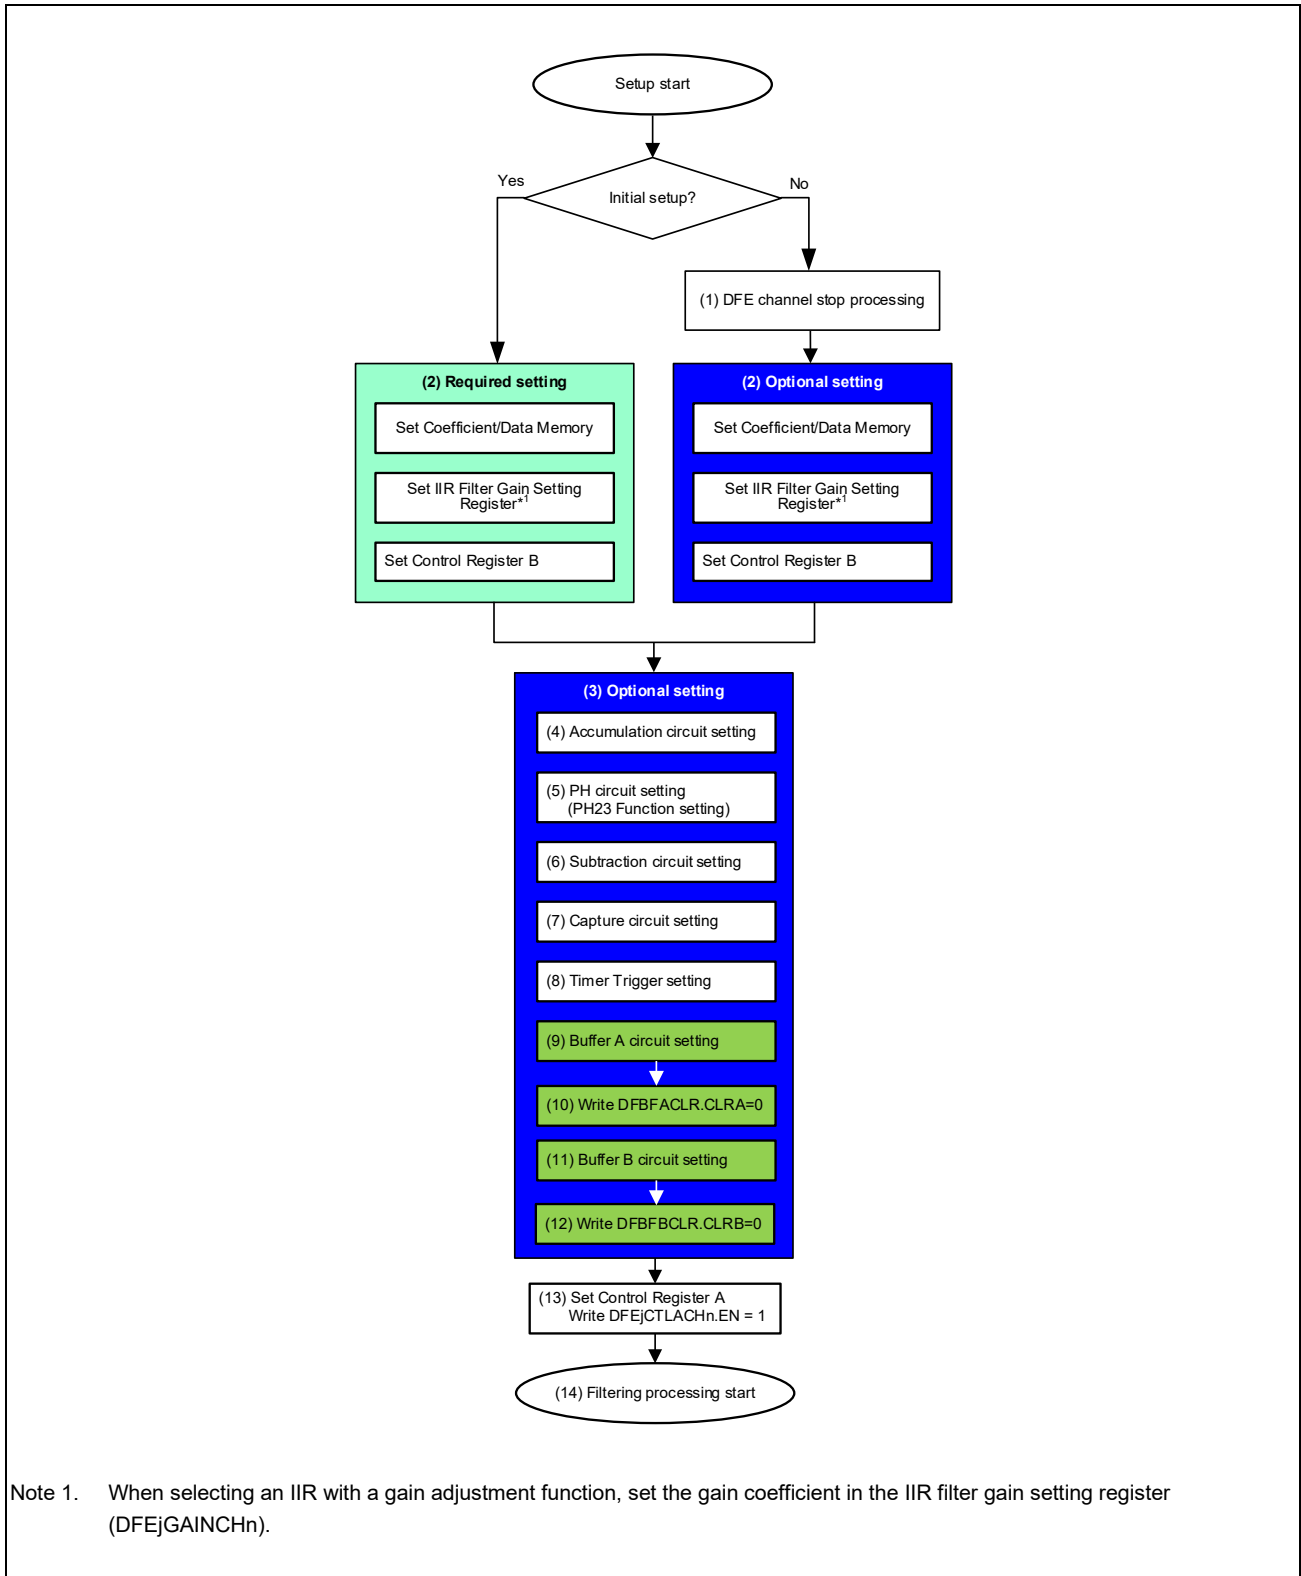 Setup start
Yes
No
Initial setup?
(1) DFE channel stop processing
(2) Required setting
Set Coefficient/Data Memory
Set IIR Filter Gain Setting
Register*1
Set Control Register B
(2) Optional setting
Set Coefficient/Data Memory
Set IIR Filter Gain Setting
Register*1
Set Control Register B
(3) Optional setting
(4) Accumulation circuit setting
(5) PH circuit setting
(PH23 Function setting)
(6) Subtraction circuit setting
(7) Capture circuit setting
(8) Timer Trigger setting
(9) Buffer A circuit setting
(10) Write DFBFACLR.CLRA=0
(11) Buffer B circuit setting
(12) Write DFBFBCLR.CLRB=0
(13) Set Control Register A
Write DFEjCTLACHn.EN = 1
(14) Filtering processing start
Note 1. When selecting an IIR with a gain adjustment function, set the gain coefficient in the IIR filter gain setting register
(DFEjGAINCHn).